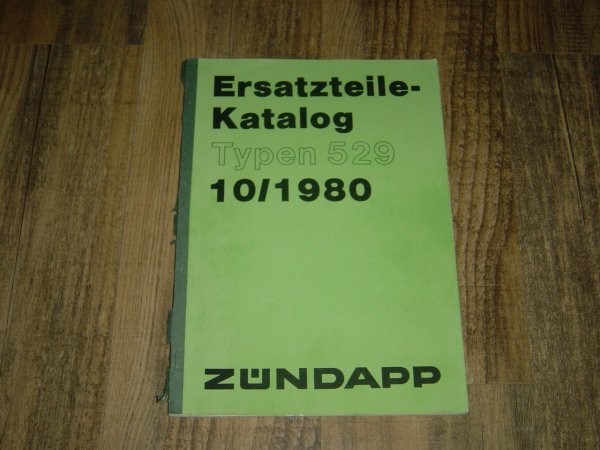 Ersatzteile-
Katalog
Typen 529
10/1980
ZÜNDAPP